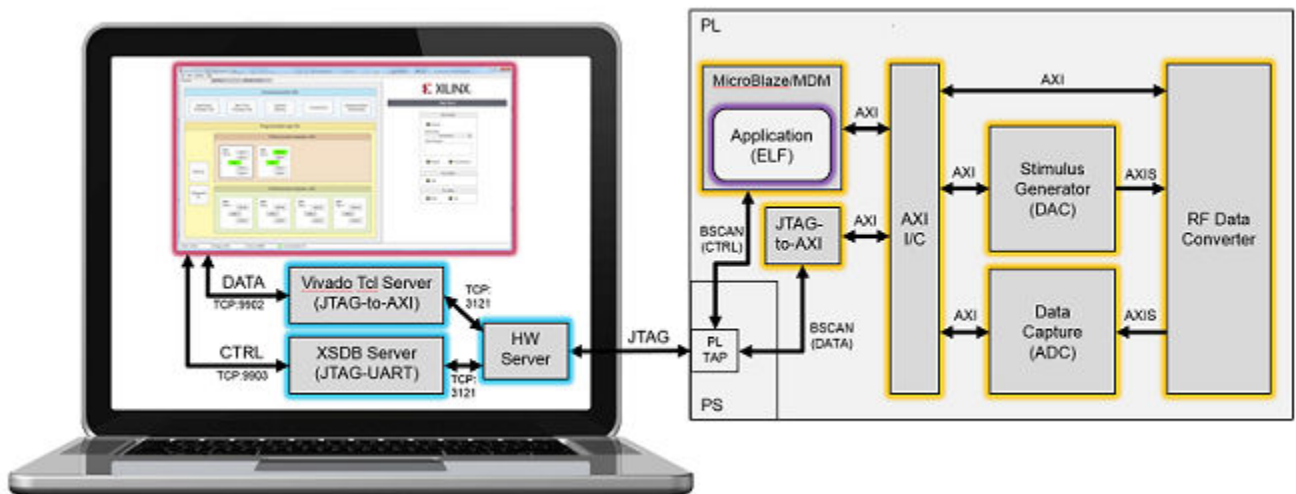 XILINX
DATA
TCP:9902
Vivado Tcl Server
(JTAG-to-AXI)
TCP:
3121
CTRL
TCP:9903
XSDB Server
(JTAG-UART)
TCP:
3121
HW
Server
JTAG
PL
MicroBlaze/MDM
Application
(ELF)
AXI
BSCAN
(CTRL)
JTAG-
to-AXI
AXI
PL
TAP
BSCAN
(DATA)
PS
AXI
I/C
AXI
AXI
Stimulus
Generator
(DAC)
AXIS
AXI
Data
Capture
(ADC)
AXIS
RF Data
Converter